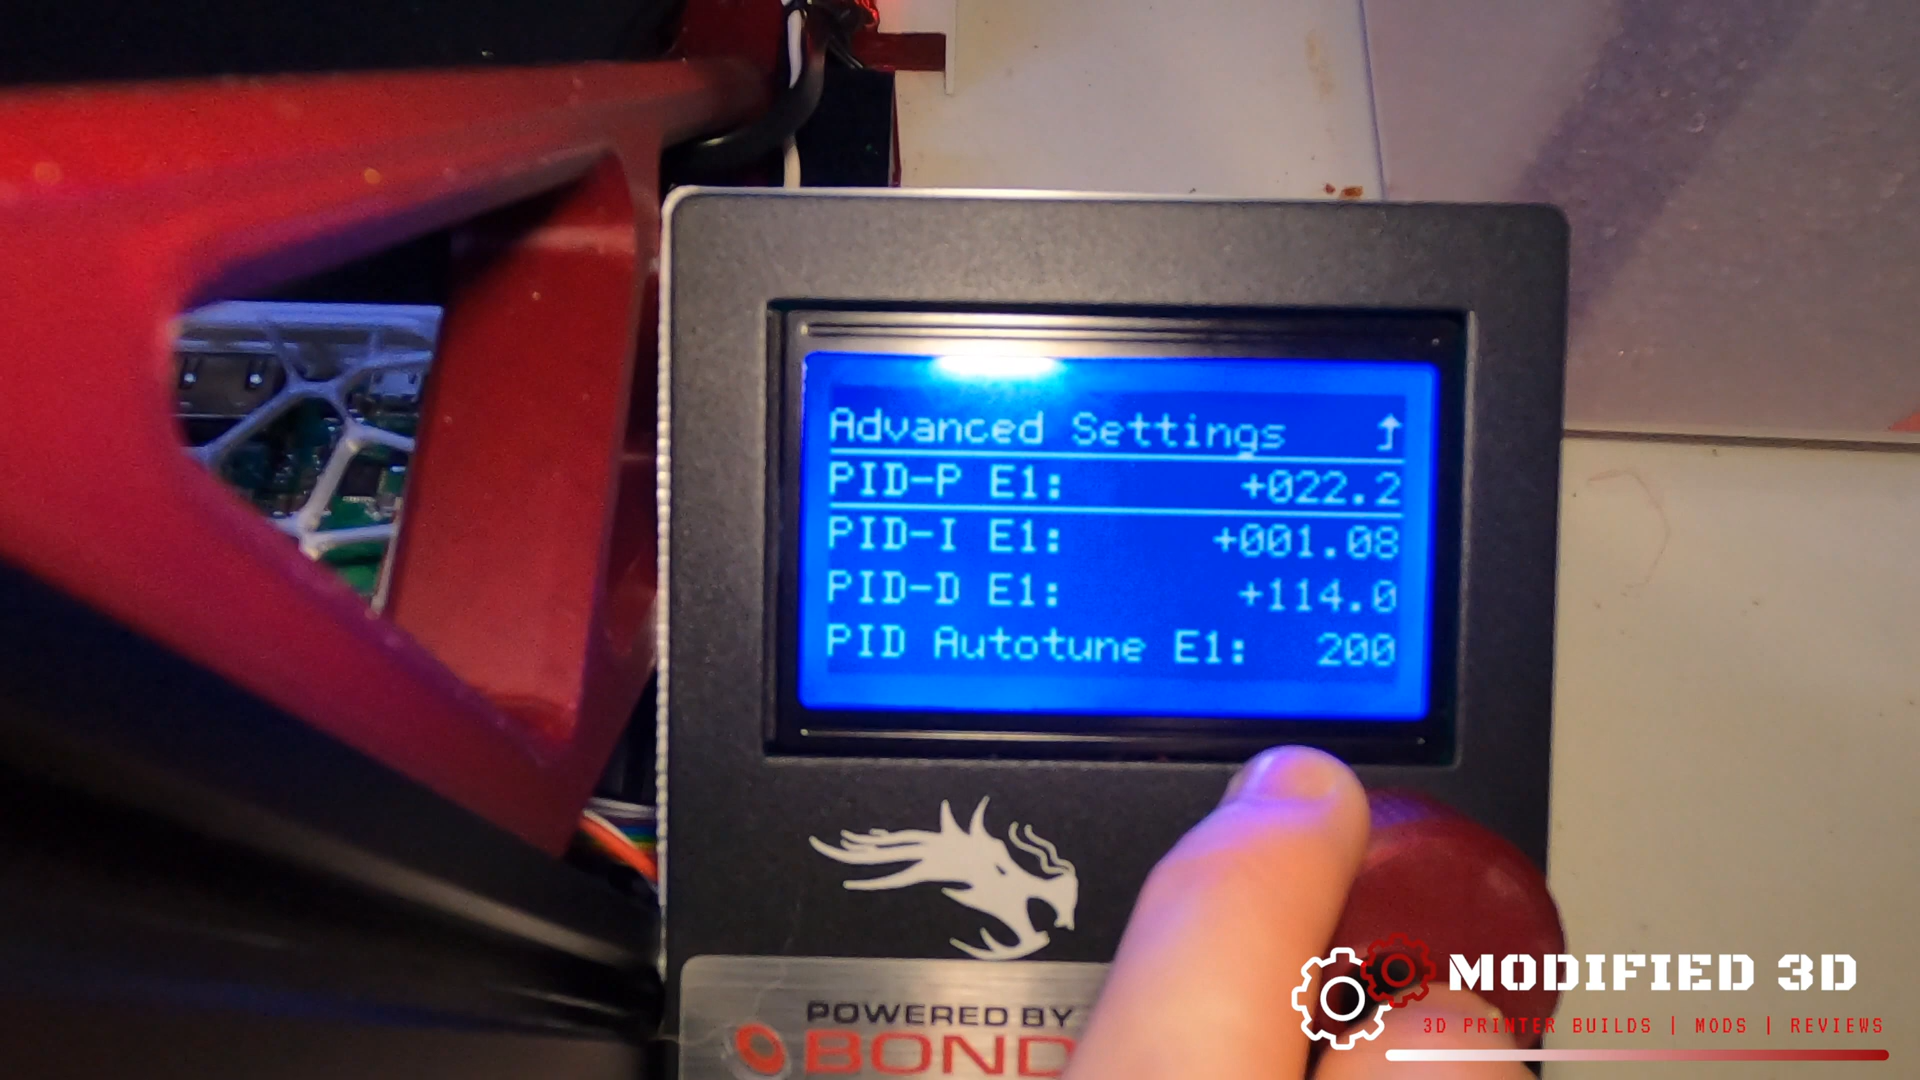 Advanced Settings ↑
PID-P E1: +022.2
PID-I E1: +001.08
PID-D E1: +114.0
PID Autotune E1: 200
POWERED BY
BOND
MODIFIED 3D
3D PRINTER BUILDS | MODS | REVIEWS